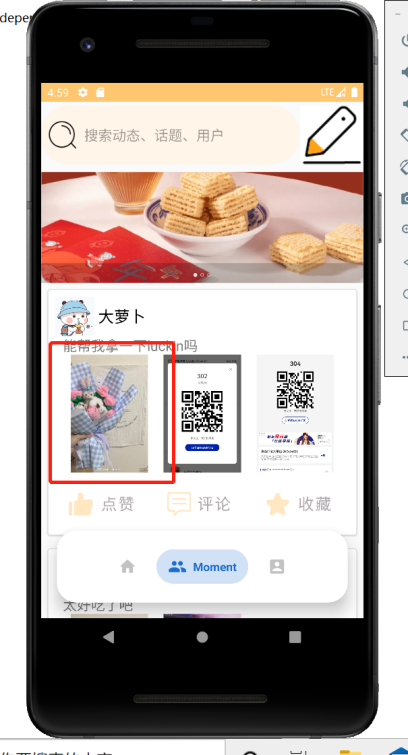 depen
4:59 LTE
搜索动态、话题、用户
大萝卜
能帮我拿一下luckin吗
302
304
点赞 评论 收藏
Moment
太好吃了吧